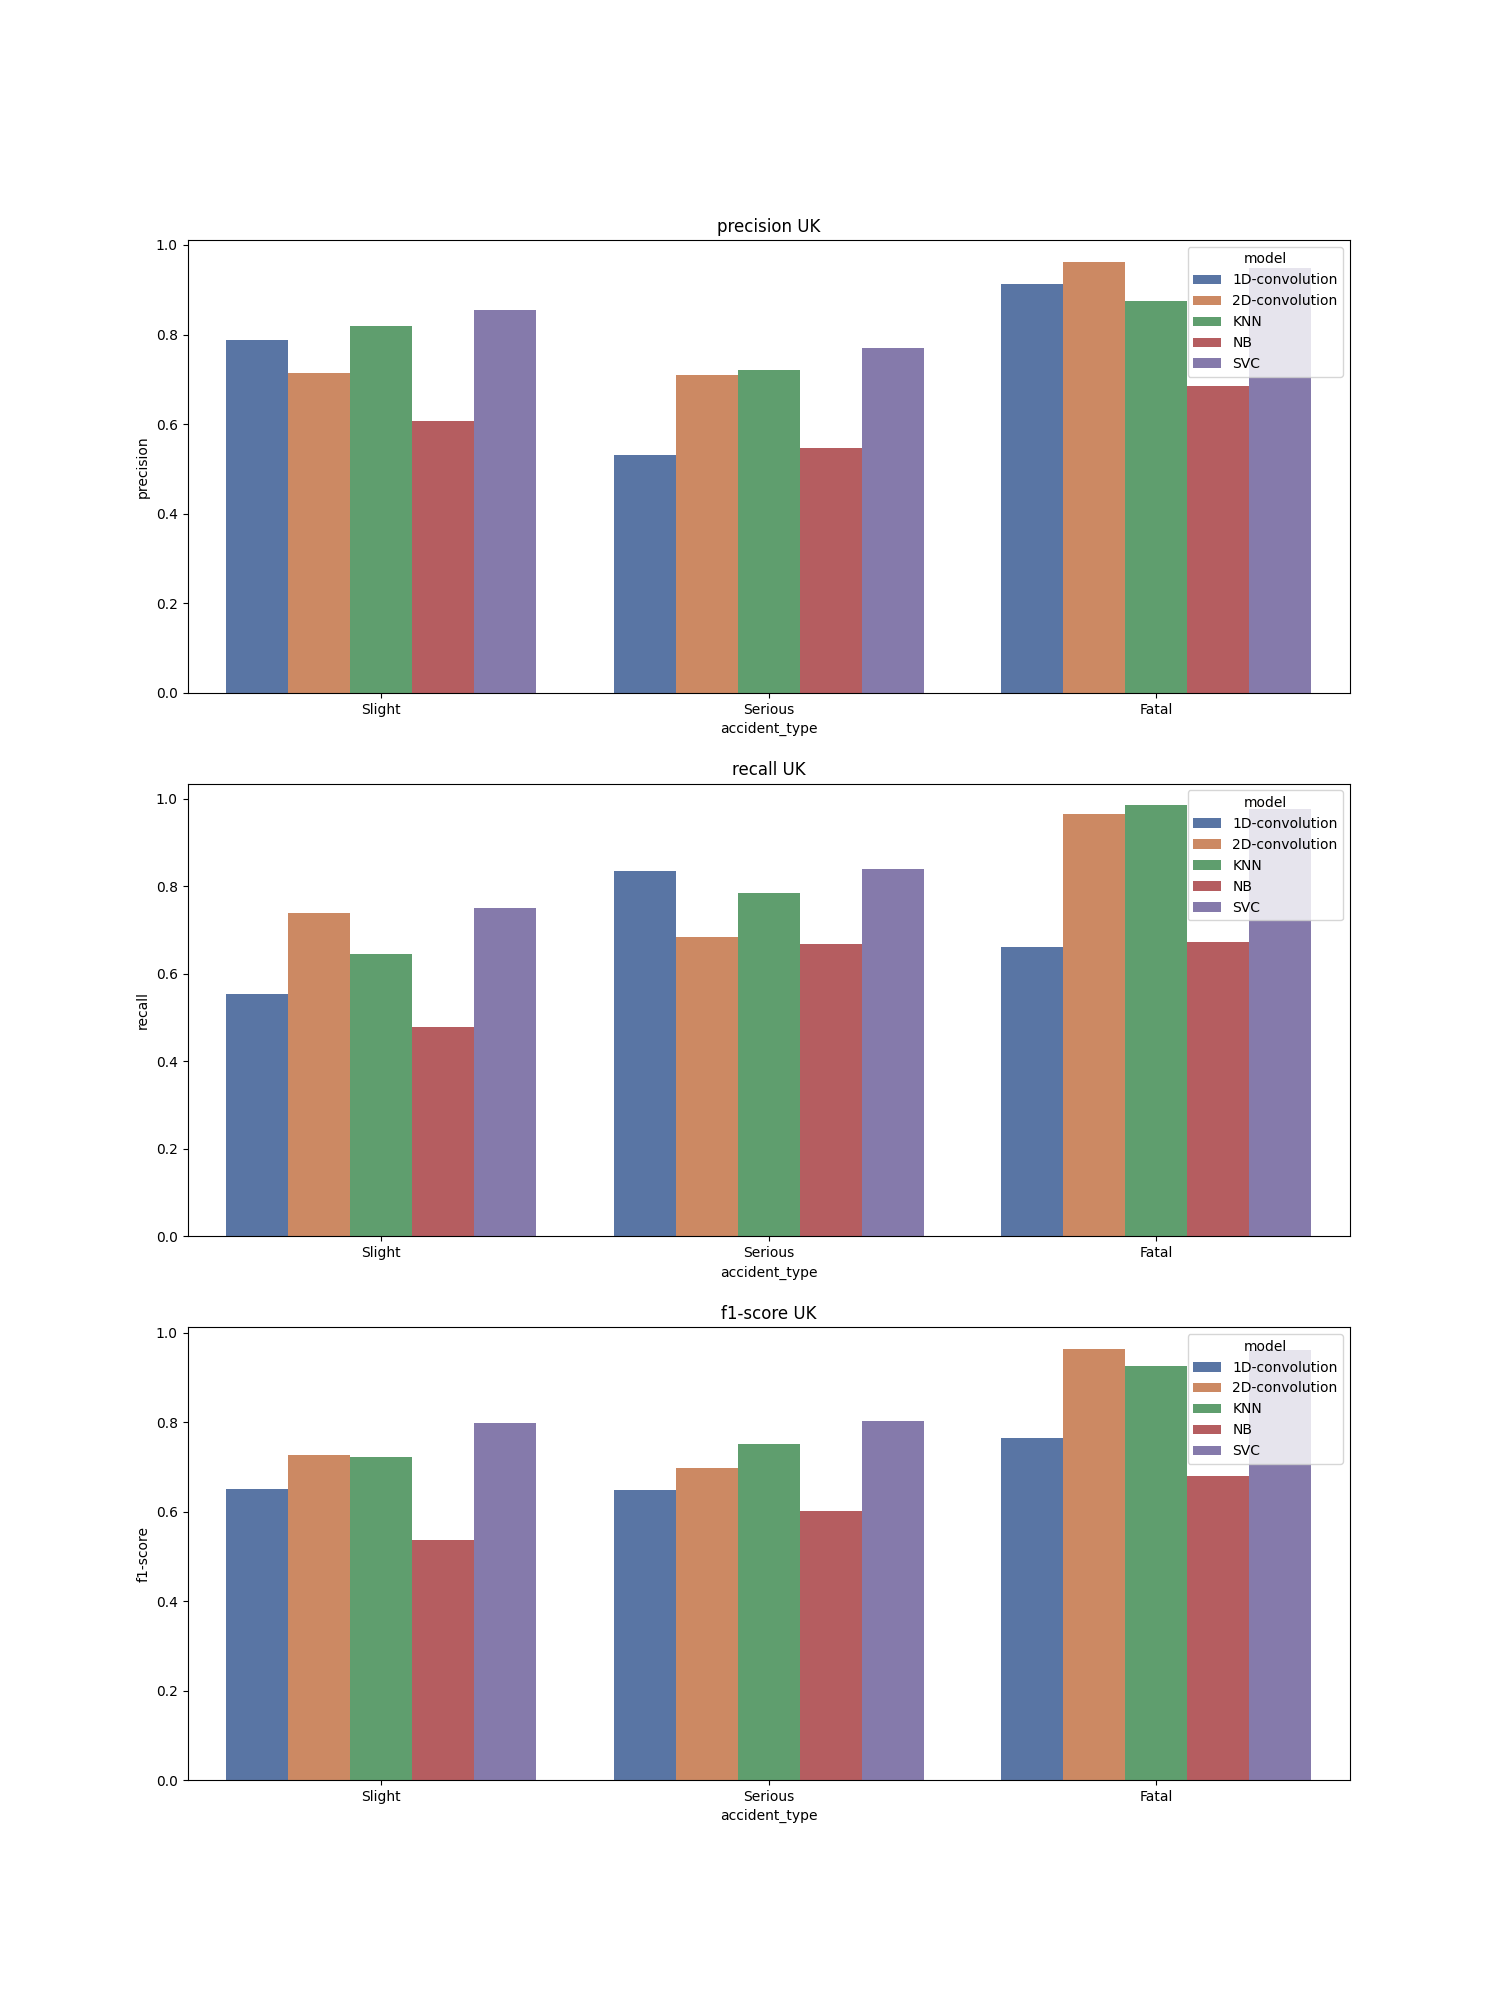 precision UK
1.0
0.8
0.6
0.4
0.2
0.0
precision
model
1D-convolution
2D-convolution
KNN
NB
SVC
Slight
Serious
Fatal
accident_type
recall UK
1.0
0.8
0.6
0.4
0.2
0.0
recall
model
1D-convolution
2D-convolution
KNN
NB
SVC
Slight
Serious
Fatal
accident_type
f1-score UK
1.0
0.8
0.6
0.4
0.2
0.0
f1-score
model
1D-convolution
2D-convolution
KNN
NB
SVC
Slight
Serious
Fatal
accident_type